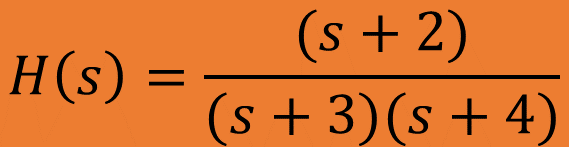 H(s) = (s + 2) / (s + 3)(s + 4)